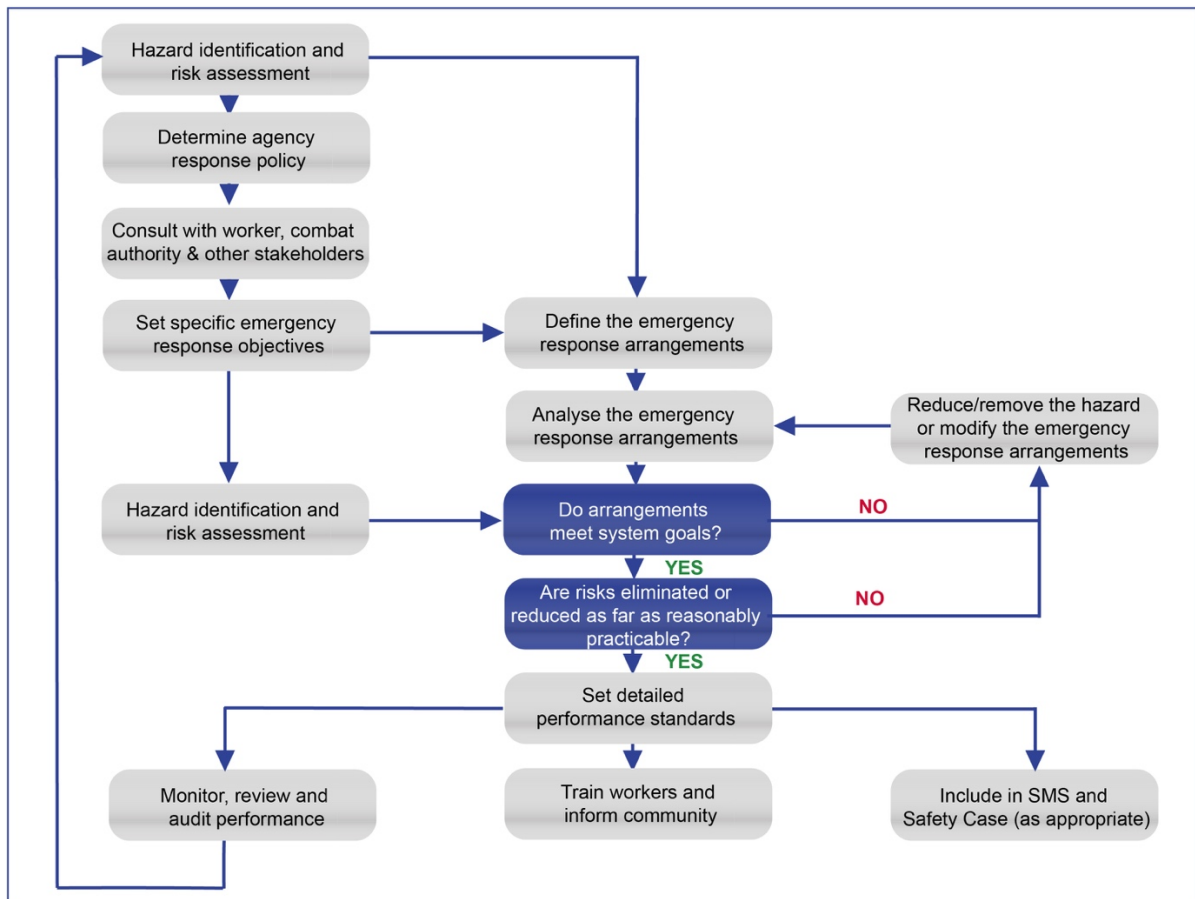 Hazard identification and
risk assessment
Determine agency
response policy
Consult with worker, combat
authority & other stakeholders
Set specific emergency
response objectives
Define the emergency
response arrangements
Analyse the emergency
response arrangements
Reduce/remove the hazard
or modify the emergency
response arrangements
Hazard identification and
risk assessment
Do arrangements
meet system goals?
NO
YES
Are risks eliminated or
reduced as far as reasonably
practicable?
NO
YES
Set detailed
performance standards
Monitor, review and
audit performance
Train workers and
inform community
Include in SMS and
Safety Case (as appropriate)